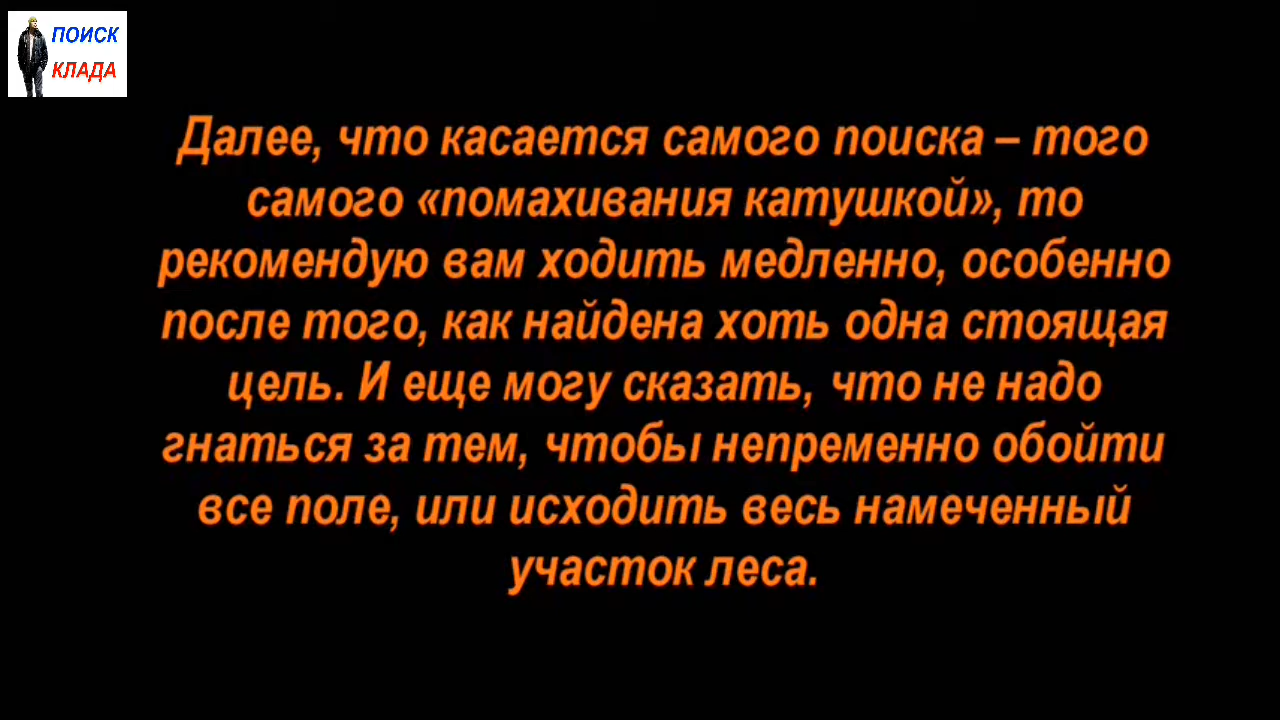 ПОИСК
КЛАДА
Далее, что касается самого поиска – того
самого «помахивания катушкой», то
рекомендую вам ходить медленно, особенно
после того, как найдена хоть одна стоящая
цель. И еще могу сказать, что не надо
гнаться за тем, чтобы непременно обойти
все поле, или исходить весь намеченный
участок леса.